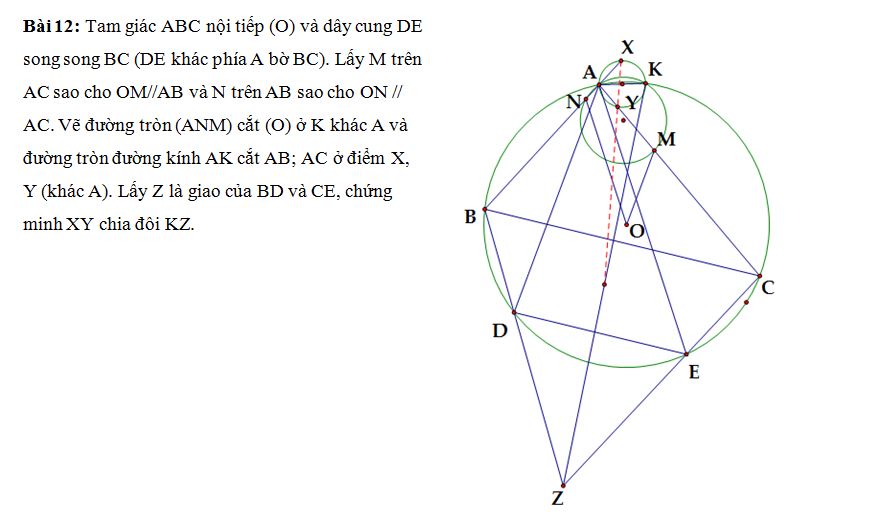 Bài 12: Tam giác ABC nội tiếp (O) và dây cung DE
song song BC (DE khác phía A bờ BC). Lấy M trên
AC sao cho OM//AB và N trên AB sao cho ON //
AC. Vẽ đường tròn (ANM) cắt (O) ở K khác A và
đường tròn đường kính AK cắt AB; AC ở điểm X,
Y (khác A). Lấy Z là giao của BD và CE, chứng
minh XY chia đôi KZ.
X
A
K
N
Y
M
B
O
C
D
E
Z